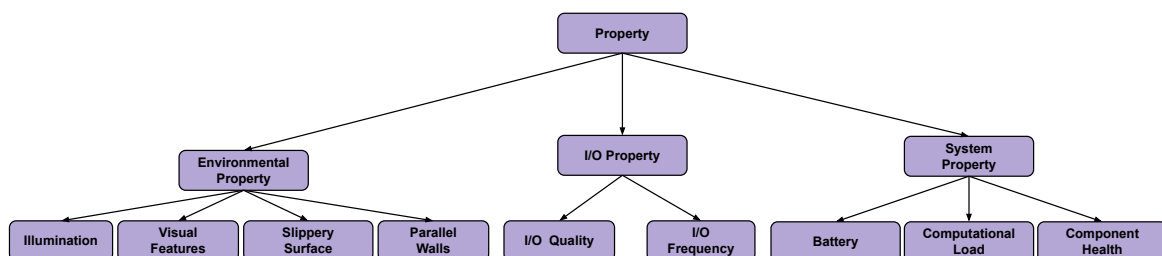 Property
Environmental
Property
I/O Property
System
Property
Illumination
Visual
Features
Slippery
Surface
Parallel
Walls
I/O Quality
I/O
Frequency
Battery
Computational
Load
Component
Health